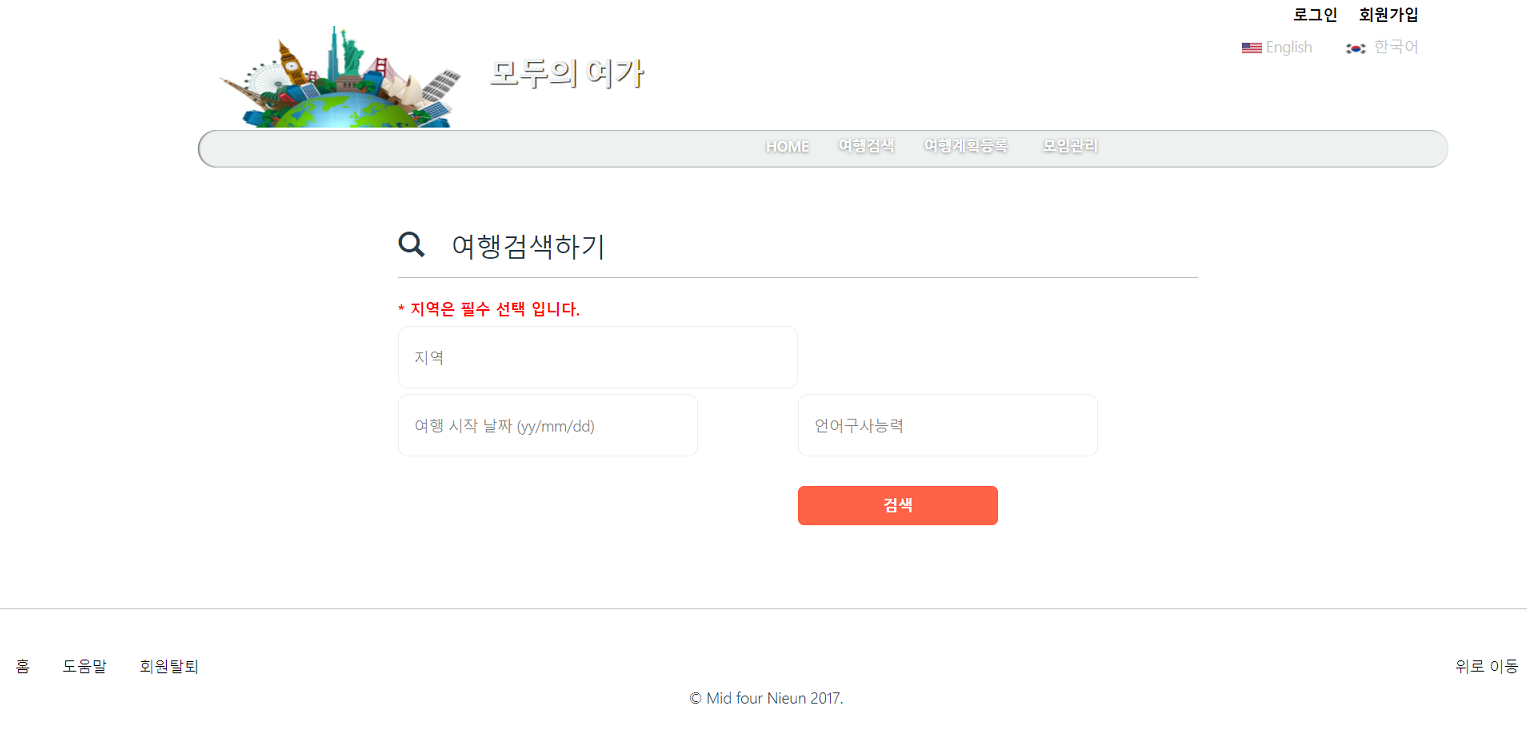 로그인 회원가입
English 한국어
모두의 여가
HOME 여행검색 여행계획등록 모임관리
여행검색하기
* 지역은 필수 선택 입니다.
지역
여행 시작 날짜 (yy/mm/dd) 언어구사능력
검색
홈 도움말 회원탈퇴 위로 이동
© Mid four Nieun 2017.